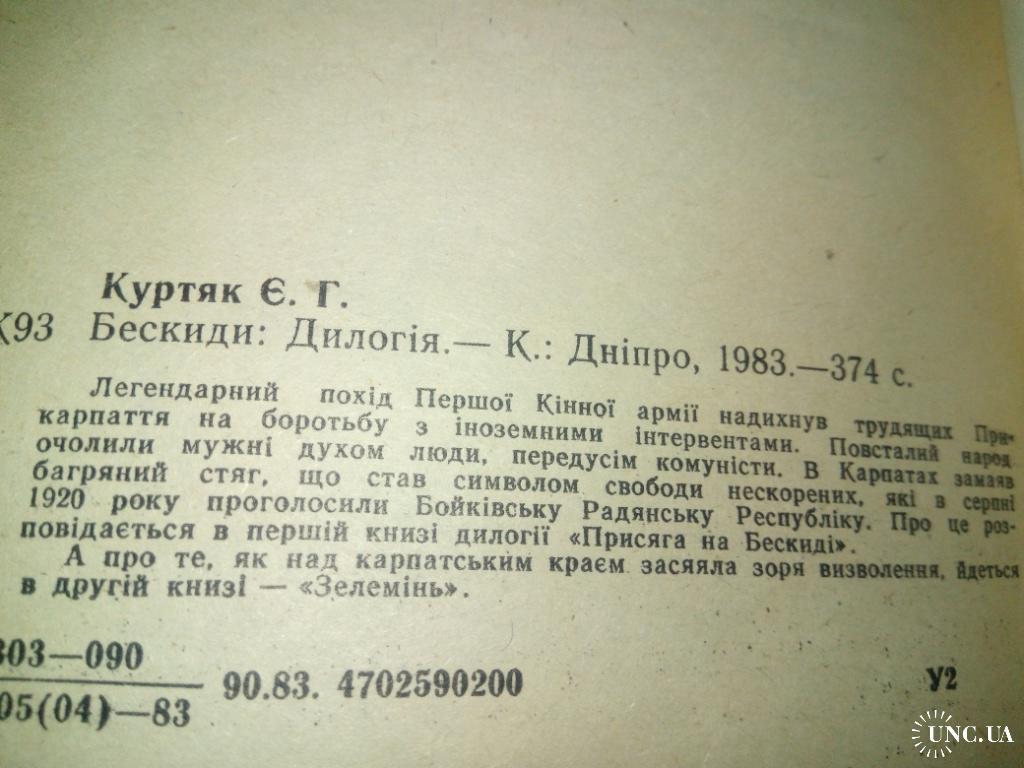 Куртяк Є. Г.
К93 Бескиди: Дилогія.— К.: Дніпро, 1983.—374 с.
Легендарний похід Першої Кінної армії надихнув трудящих При-
карпаття на боротьбу з іноземними інтервентами. Повсталий народ
очолили мужні духом люди, передусім комуністи. В Карпатах замаяв
багряний стяг, що став символом свободи нескорених, які в серпні
1920 року проголосили Бойківську Радянську Республіку. Про це роз-
повідається в першій книзі дилогії «Присяга на Бескиді».
А про те, як над карпатським краєм засяяла зоря визволення, йдеться
в другій книзі — «Зелемінь».
303—090
05(04)—83
90.83. 4702590200
У2
UNC.UA